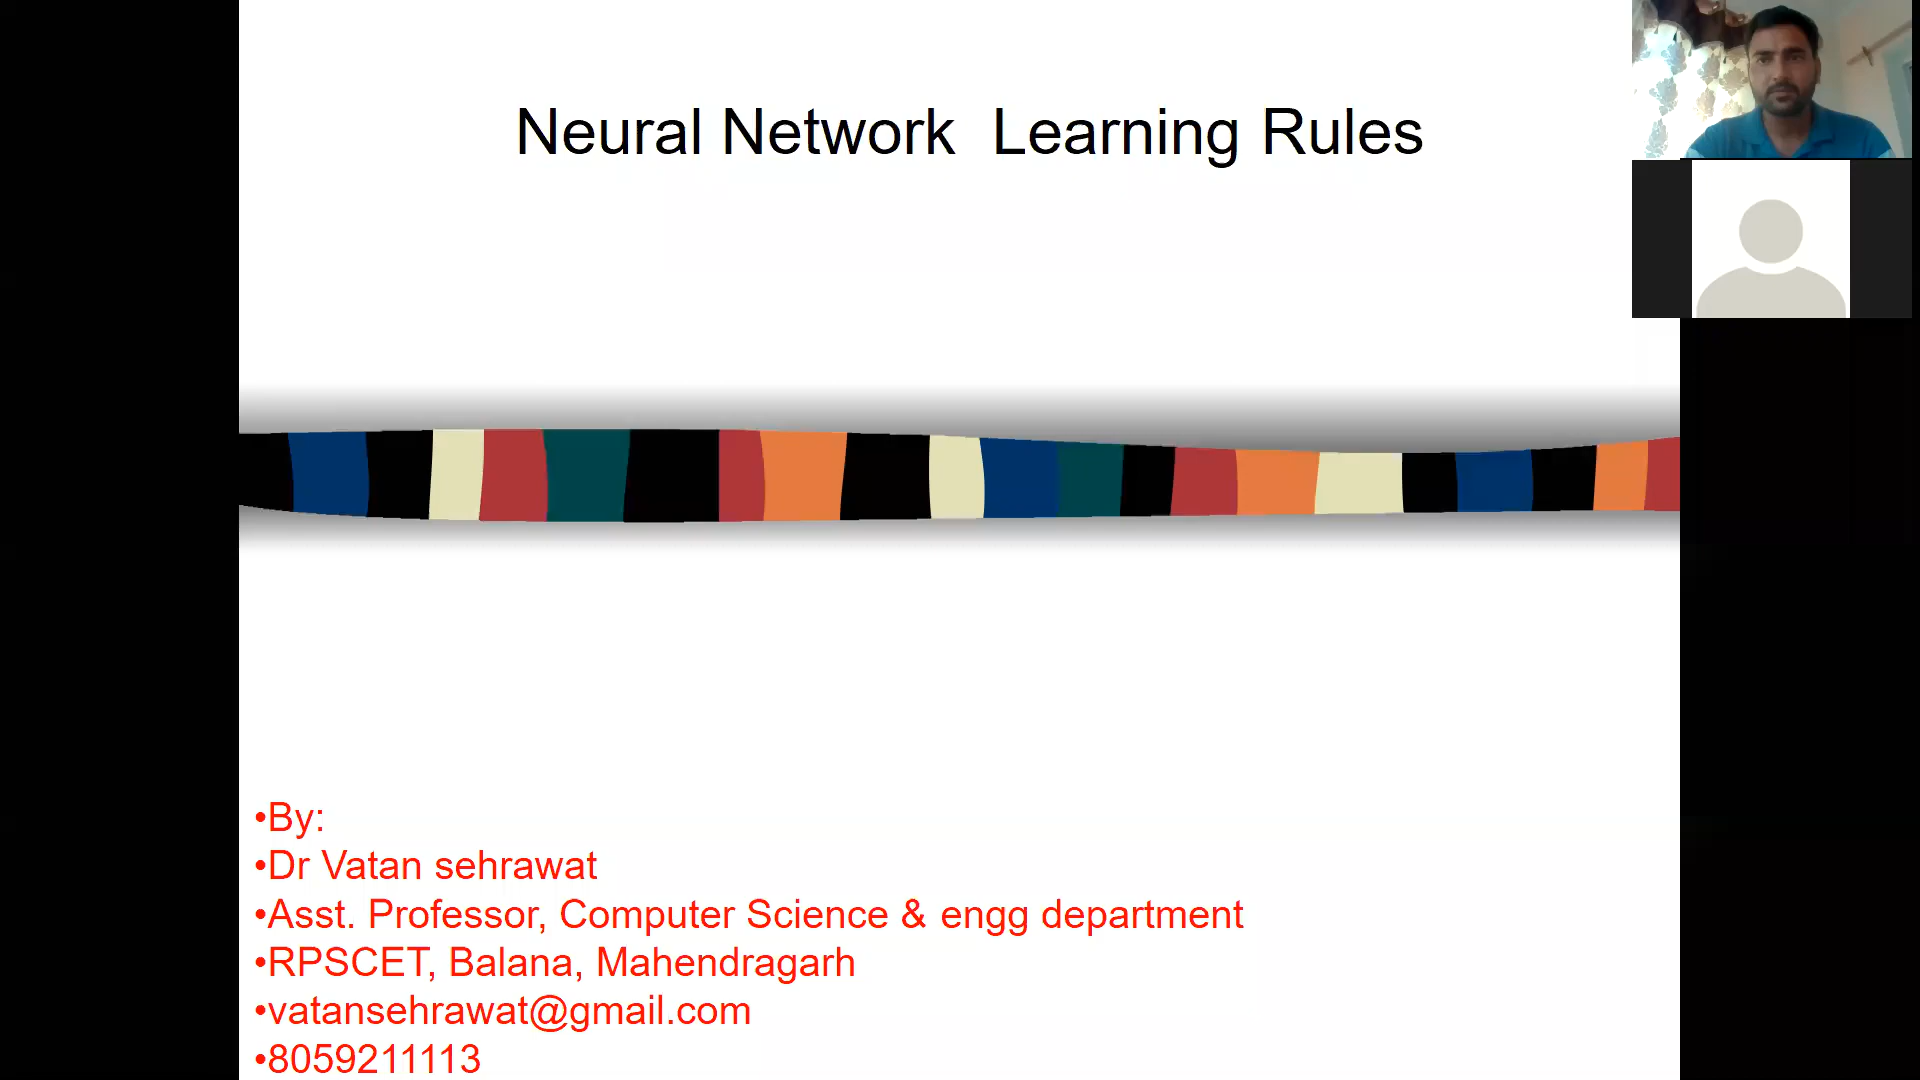 Neural Network  Learning Rules
•By:
•Dr Vatan sehrawat
•Asst. Professor, Computer Science & engg department
•RPSCET, Balana, Mahendragarh
•vatansehrawat@gmail.com
•8059211113